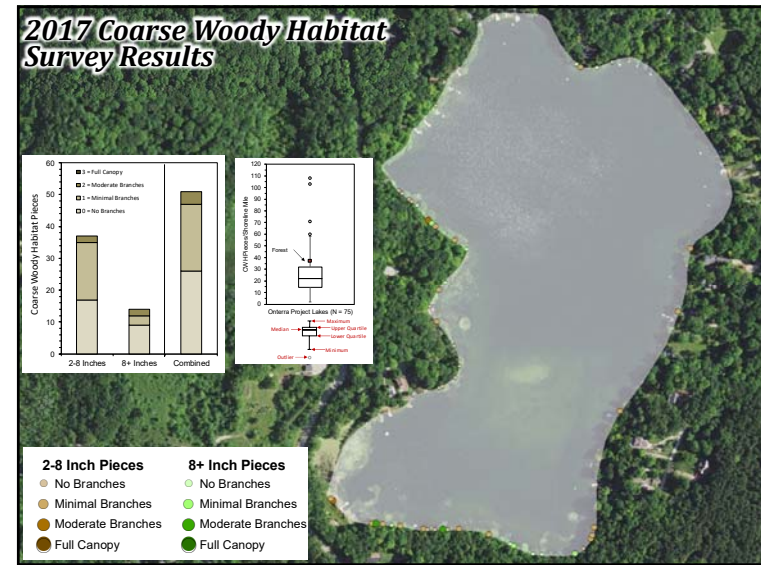 2017 Coarse Woody Habitat
Survey Results
Coarse Woody Habitat Pieces
60
50
40
30
20
10
0
3 = Full Canopy
2 = Moderate Branches
1 = Minimal Branches
0 = No Branches
2-8 Inches
8+ Inches
Combined
CWH Pieces/Shoreline Mile
120
110
100
90
80
70
60
50
40
30
20
10
0
Forest
Onterra Project Lakes (N = 75)
Maximum
Median
Upper Quartile
Lower Quartile
Minimum
Outlier
2-8 Inch Pieces
No Branches
Minimal Branches
Moderate Branches
Full Canopy
8+ Inch Pieces
No Branches
Minimal Branches
Moderate Branches
Full Canopy